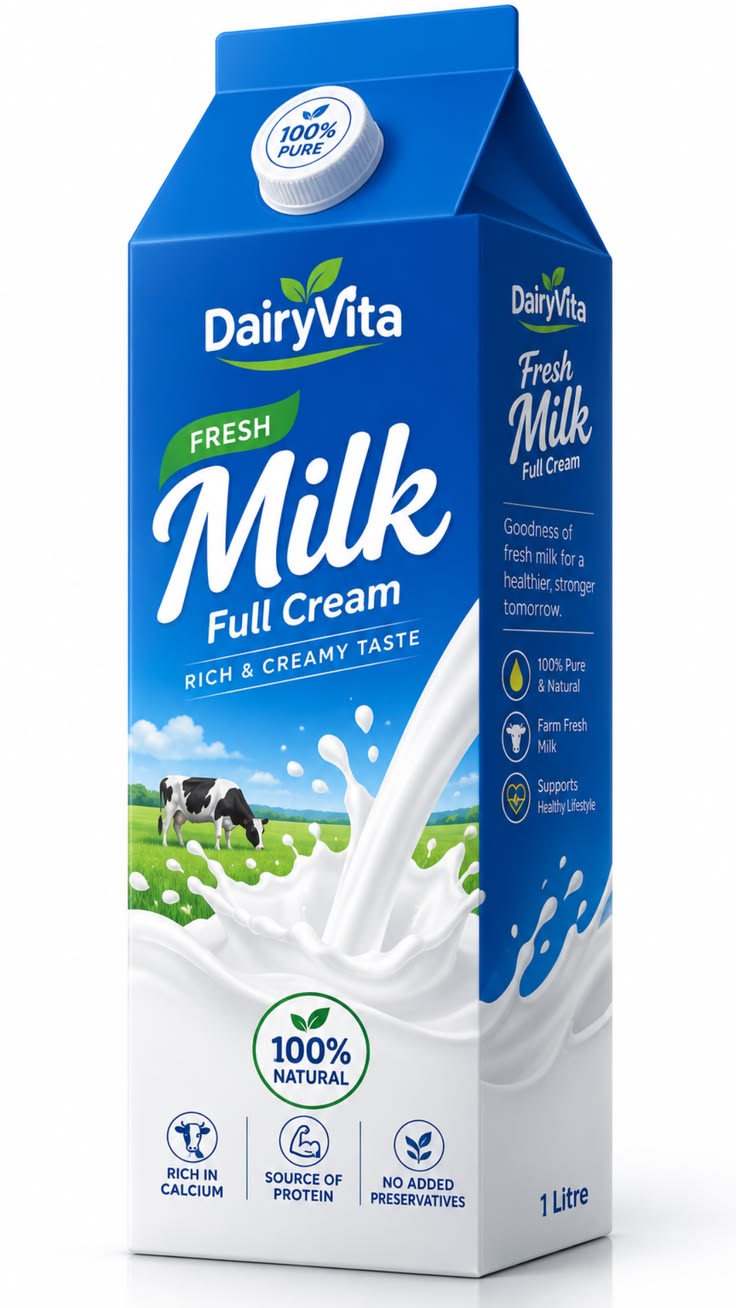 100%
PURE
DairyVita
FRESH
Milk
Full Cream
RICH & CREAMY TASTE
100%
NATURAL
RICH IN
CALCIUM
SOURCE OF
PROTEIN
NO ADDED
PRESERVATIVES
DairyVita
Fresh
Milk
Full Cream
Goodness of
fresh milk for a
healthier, stronger
tomorrow.
100% Pure
& Natural
Farm Fresh
Milk
Supports
Healthy Lifestyle
1 Litre